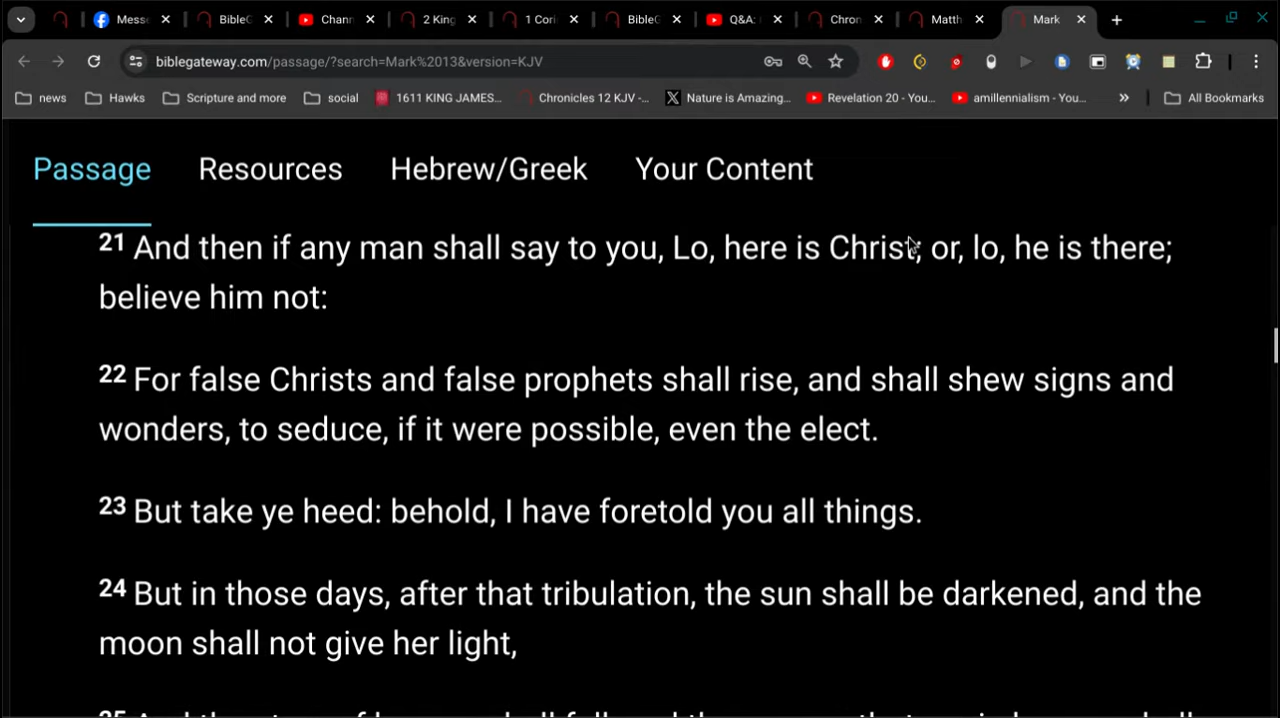 Messe BibleG Chann 2 King 1 Cori BibleG Q&A: Chron Matth Mark
biblegateway.com/passage/?search=Mark%2013&version=KJV
news Hawks Scripture and more social 1611 KING JAMES... Chronicles 12 KJV -... Nature is Amazing... Revelation 20 - You... amillennialism - You... » All Bookmarks
Passage Resources Hebrew/Greek Your Content
21 And then if any man shall say to you, Lo, here is Christ; or, lo, he is there;
believe him not:
22 For false Christs and false prophets shall rise, and shall shew signs and
wonders, to seduce, if it were possible, even the elect.
23 But take ye heed: behold, I have foretold you all things.
24 But in those days, after that tribulation, the sun shall be darkened, and the
moon shall not give her light,